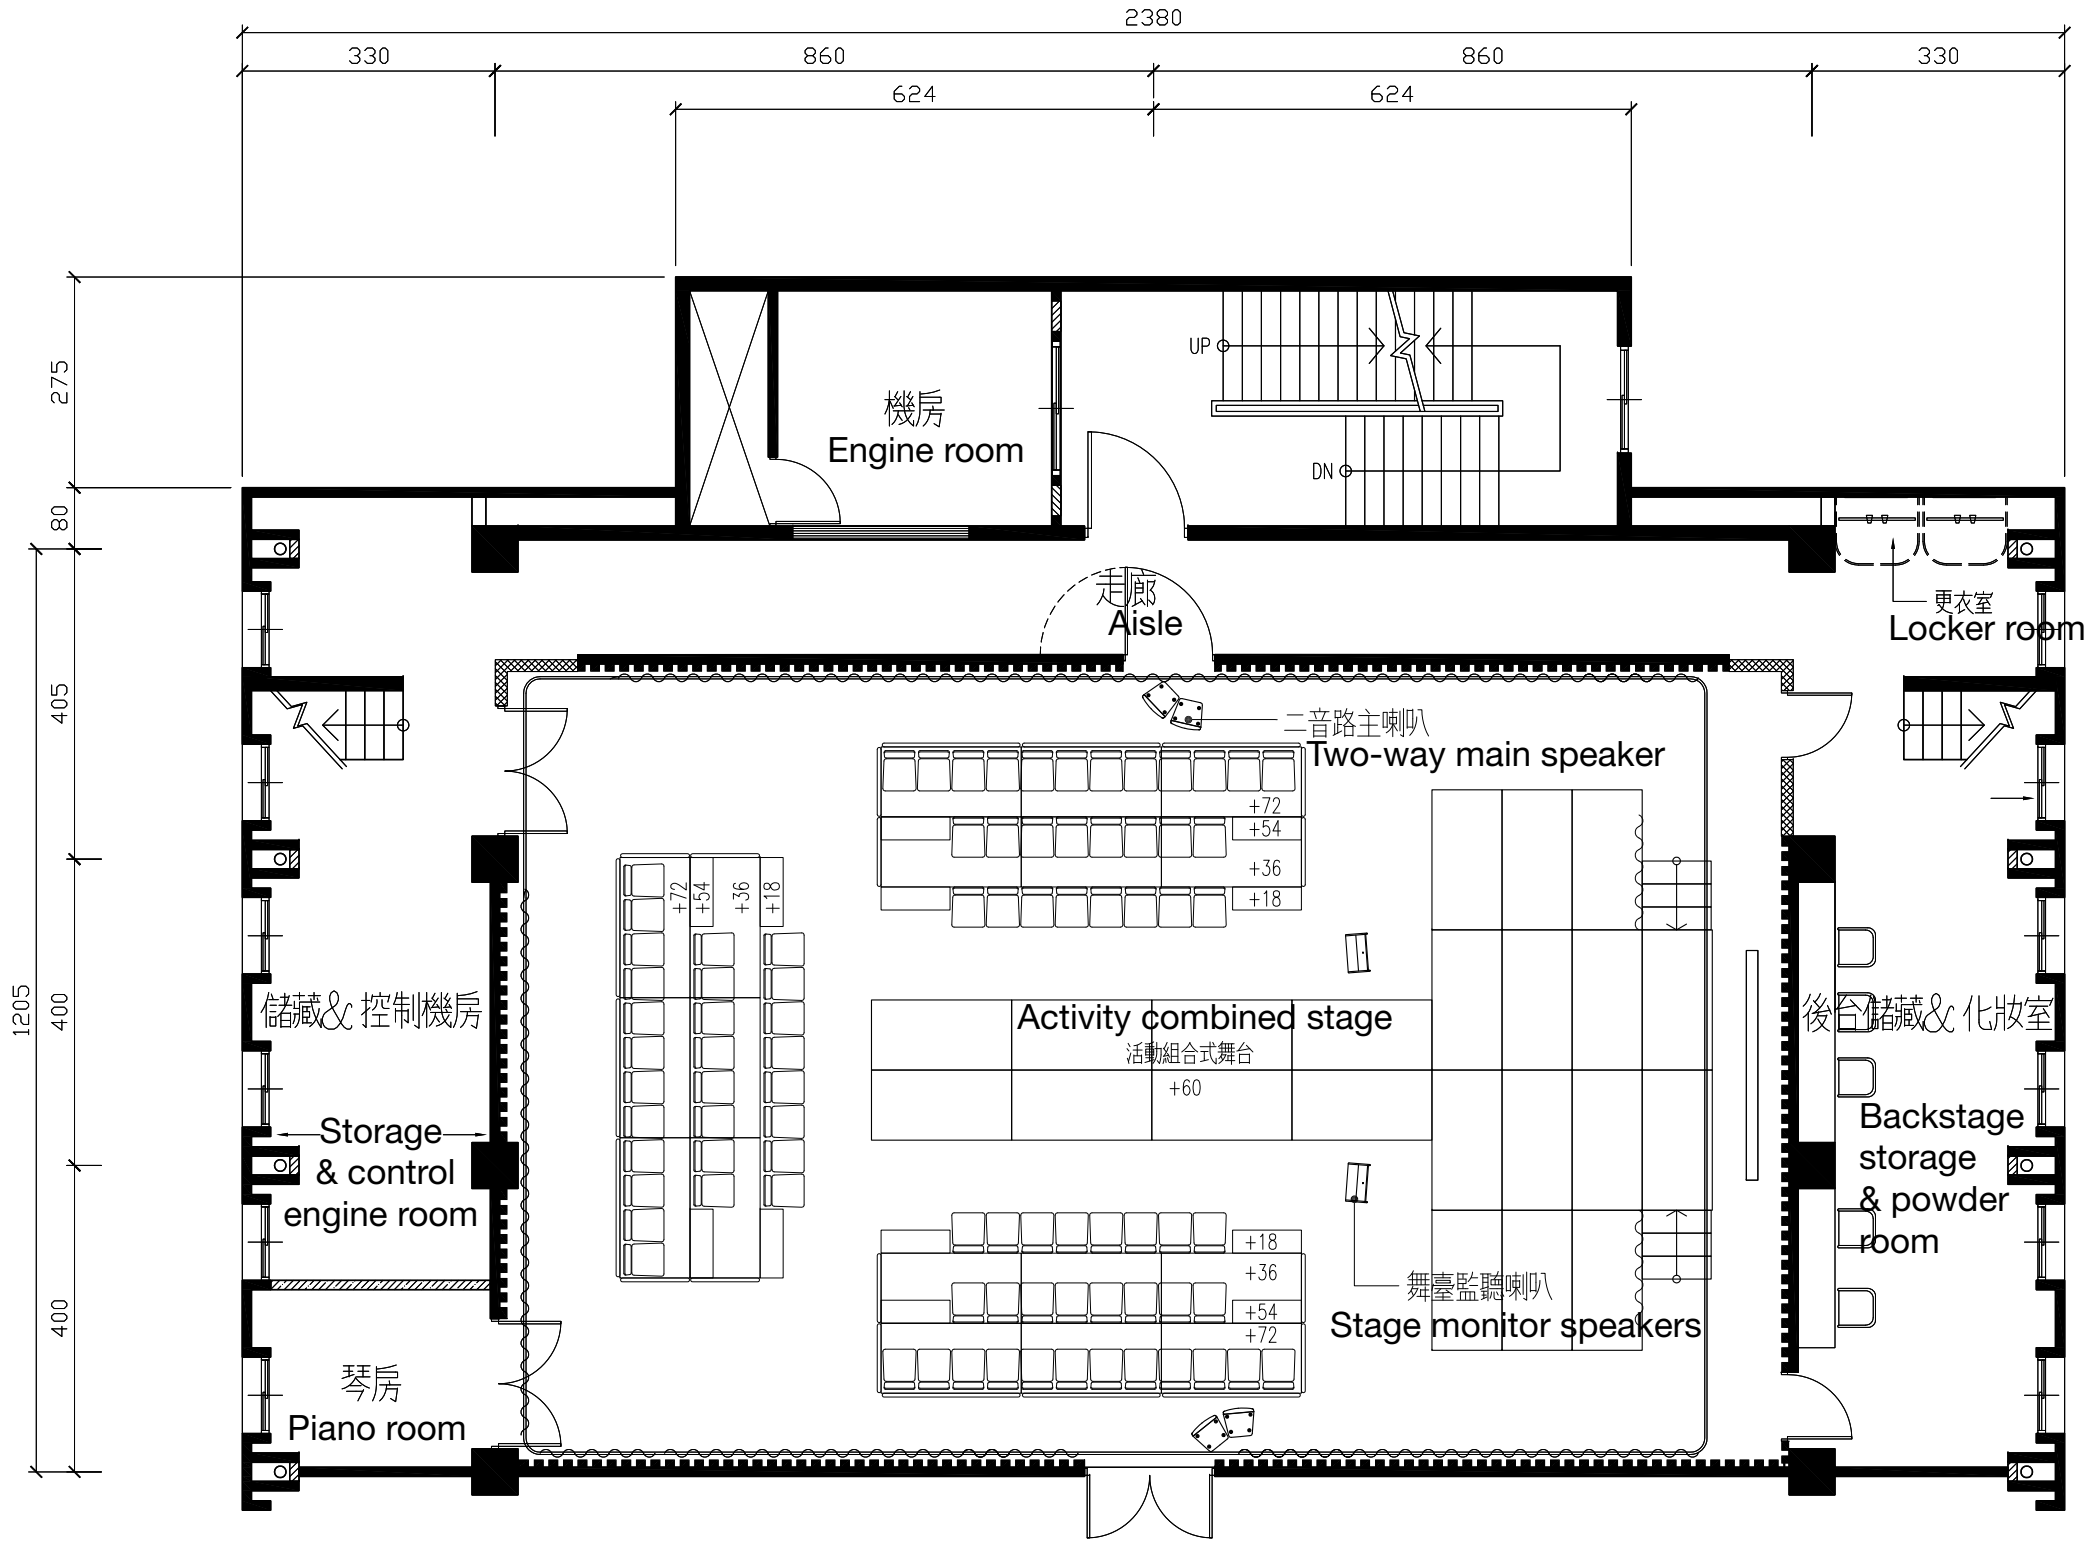 2380
330
860
860
330
624
624
275
80
405
400
400
1205
UP
DN
機房
Engine room
走廊
Aisle
更衣室
Locker room
二音路主喇叭
Two-way main speaker
+72
+54
+36
+18
+72
+54
+36
+18
儲藏& 控制機房
Storage
& control
engine room
Activity combined stage
活動組合式舞台
+60
後台儲藏& 化妝室
Backstage
storage
& powder
room
+18
+36
+54
+72
舞臺監聽喇叭
Stage monitor speakers
琴房
Piano room